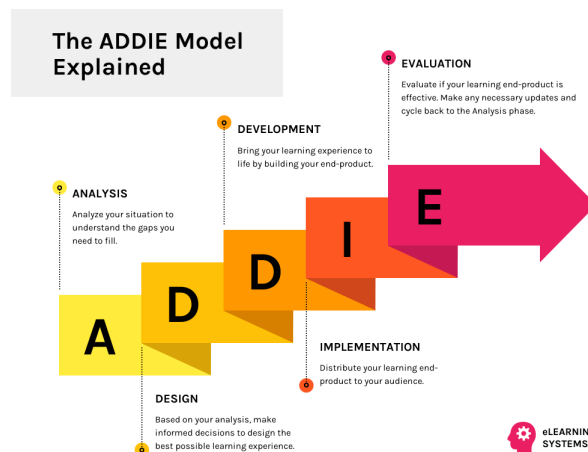 The ADDIE Model
Explained
EVALUATION
Evaluate if your learning end-product is
effective. Make any necessary updates and
cycle back to the Analysis phase.
DEVELOPMENT
Bring your learning experience to
life by building your end-product.
ANALYSIS
Analyze your situation to
understand the gaps you
need to fill.
A
D
D
I
E
IMPLEMENTATION
Distribute your learning end-
product to your audience.
DESIGN
Based on your analysis, make
informed decisions to design the
best possible learning experience.
eLEARNIN
SYSTEMS